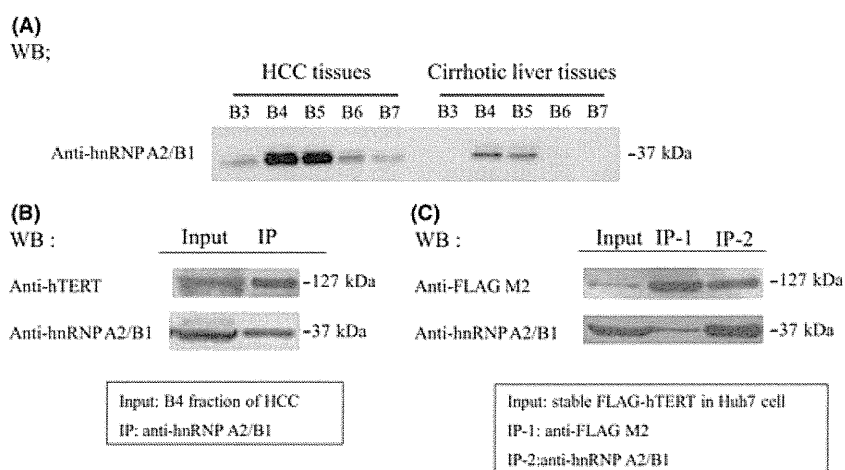 (A)
WB;
HCC tissues Cirrhotic liver tissues
B3 B4 B5 B6 B7 B3 B4 B5 B6 B7
Anti-hnRNP A2/B1 -37 kDa
(B)
WB :
Input IP
Anti-hTERT -127 kDa
Anti-hnRNP A2/B1 -37 kDa
Input: B4 fraction of HCC
IP: anti-hnRNP A2/B1
(C)
WB :
Input IP-1 IP-2
Anti-FLAG M2 -127 kDa
Anti-hnRNP A2/B1 -37 kDa
Input: stable FLAG-hTERT in Huh7 cell
IP-1: anti-FLAG M2
IP-2:anti-hnRNP A2/B1